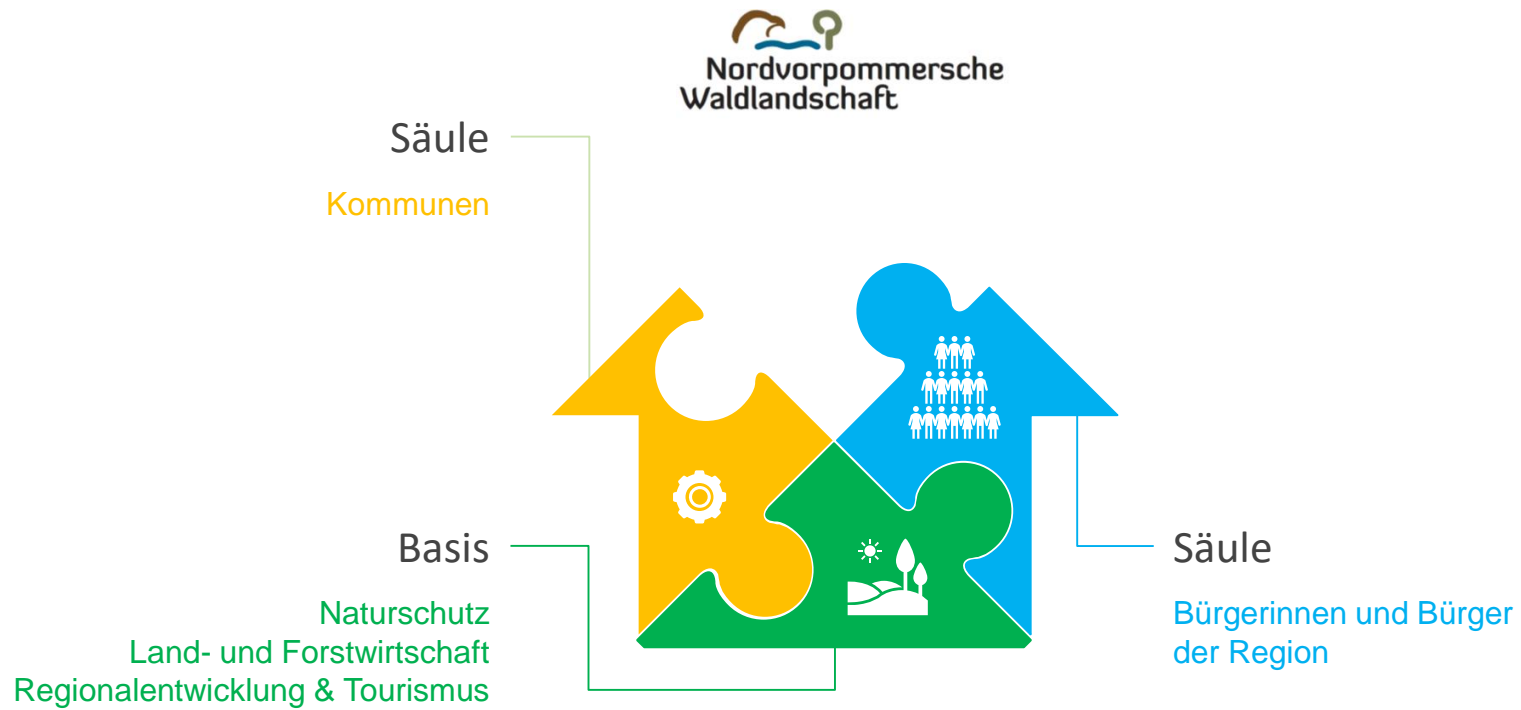 Nordvorpommersche
Waldlandschaft
Säule
Kommunen
Basis
Naturschutz
Land- und Forstwirtschaft
Regionalentwicklung & Tourismus
Säule
Bürgerinnen und Bürger
der Region